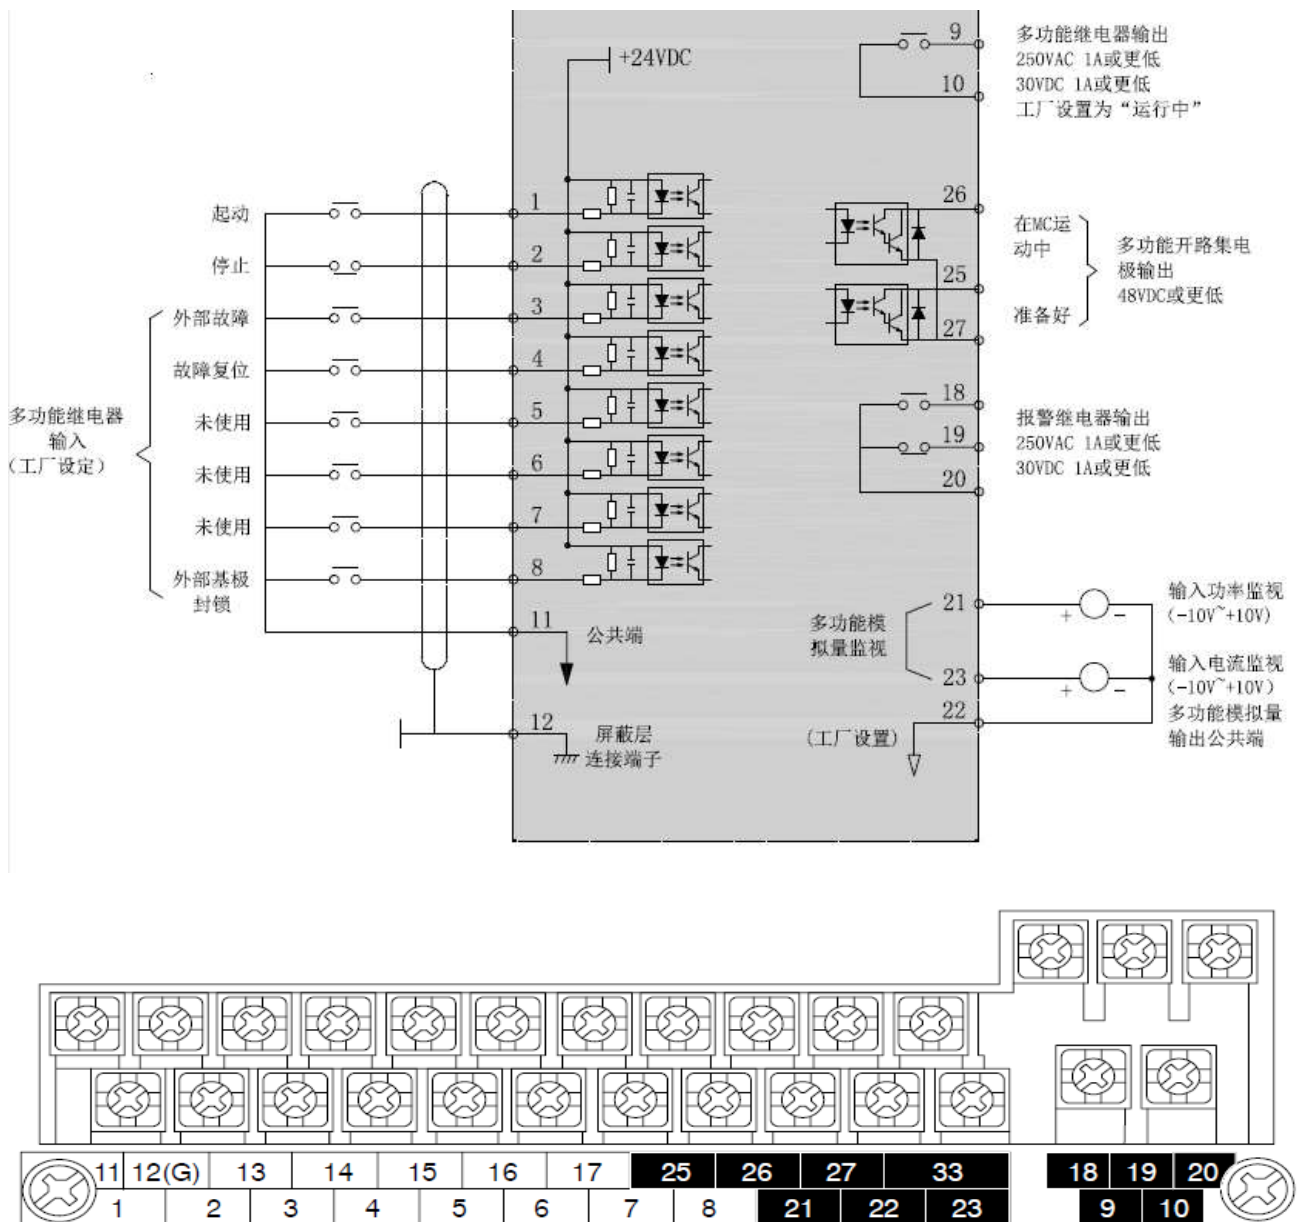 +24VDC
9
10
多功能继电器输出
250VAC 1A或更低
30VDC 1A或更低
工厂设置为“运行中”
起动
1
停止
2
外部故障
3
故障复位
4
未使用
5
未使用
6
未使用
7
外部基极
封锁
8
多功能继电器
输入
(工厂设定)
11
公共端
12
屏蔽层
连接端子
26
25
27
在MC运
动中
准备好
多功能开路集电
极输出
48VDC或更低
18
19
20
报警继电器输出
250VAC 1A或更低
30VDC 1A或更低
多功能模
拟量监视
21
23
22
(工厂设置)
+ −
+ −
输入功率监视
(-10V~+10V)
输入电流监视
(-10V~+10V)
多功能模拟量
输出公共端
11 12(G) 13 14 15 16 17 25 26 27 33 18 19 20
1 2 3 4 5 6 7 8 21 22 23 9 10